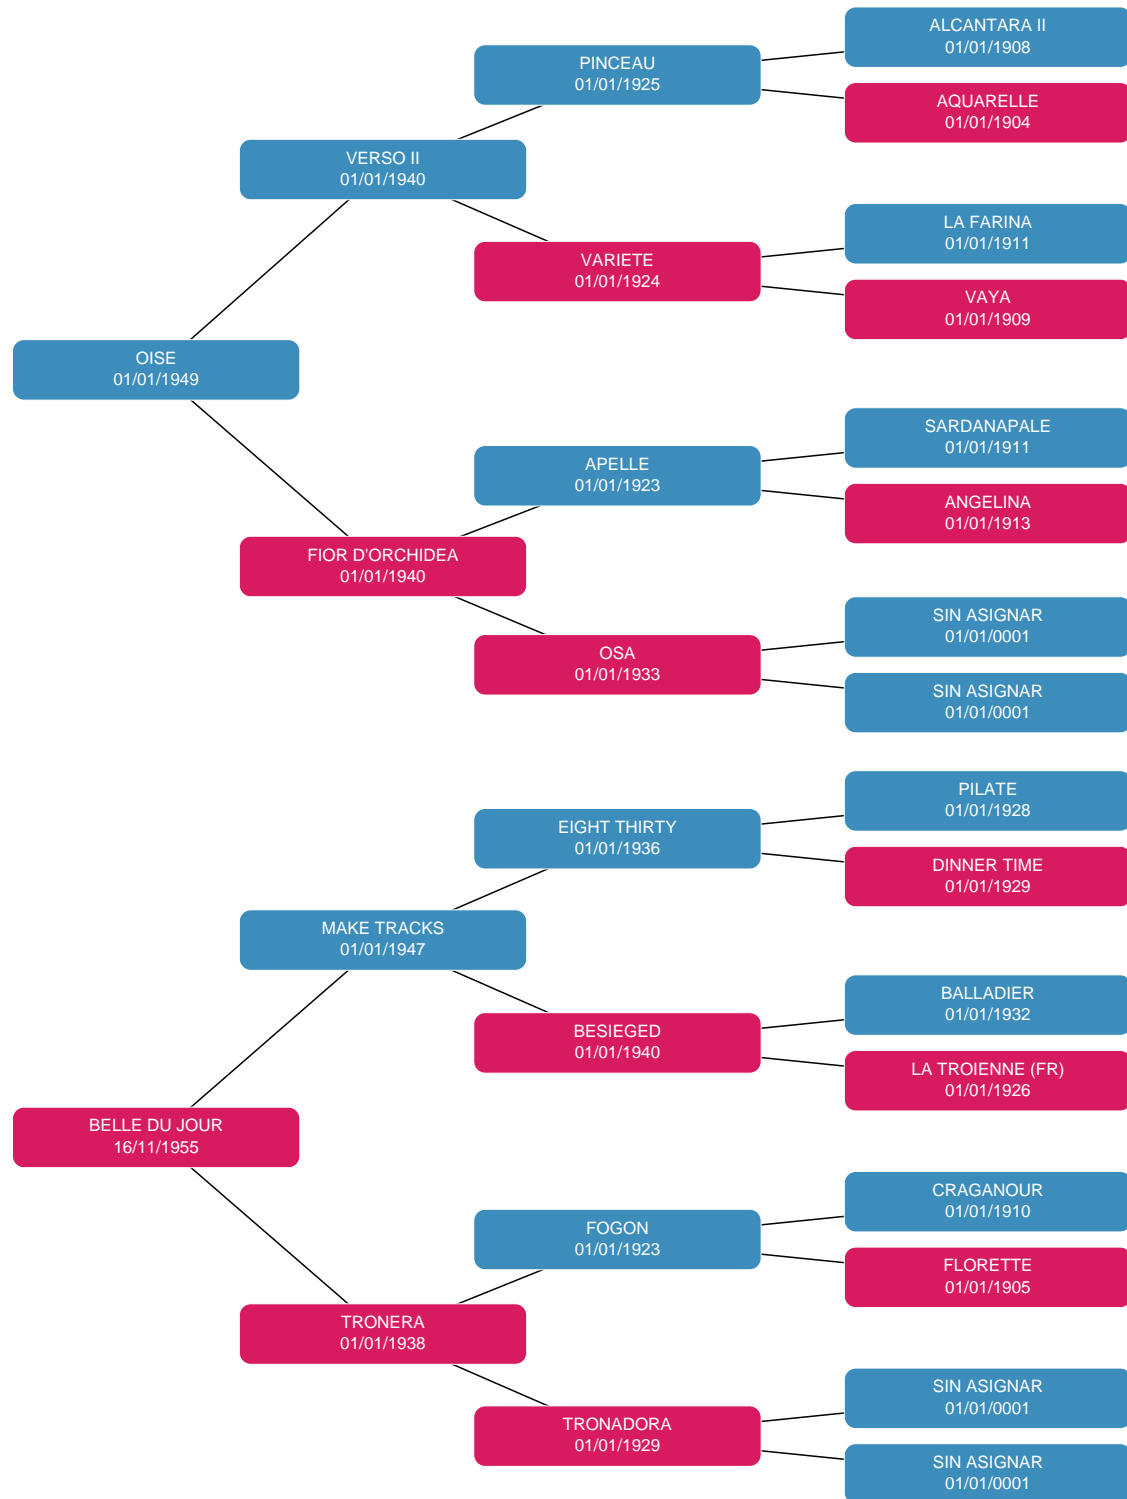 ALCANTARA II
01/01/1908
PINCEAU
01/01/1925
AQUARELLE
01/01/1904
VERSO II
01/01/1940
LA FARINA
01/01/1911
VARIETE
01/01/1924
VAYA
01/01/1909
OISE
01/01/1949
SARDANAPALE
01/01/1911
APELLE
01/01/1923
ANGELINA
01/01/1913
FIOR D'ORCHIDEA
01/01/1940
SIN ASIGNAR
01/01/0001
OSA
01/01/1933
SIN ASIGNAR
01/01/0001
PILATE
01/01/1928
EIGHT THIRTY
01/01/1936
DINNER TIME
01/01/1929
MAKE TRACKS
01/01/1947
BALLADIER
01/01/1932
BESIEGED
01/01/1940
LA TROIENNE (FR)
01/01/1926
BELLE DU JOUR
16/11/1955
CRAGANOUR
01/01/1910
FOGON
01/01/1923
FLORETTE
01/01/1905
TRONERA
01/01/1938
SIN ASIGNAR
01/01/0001
TRONADORA
01/01/1929
SIN ASIGNAR
01/01/0001